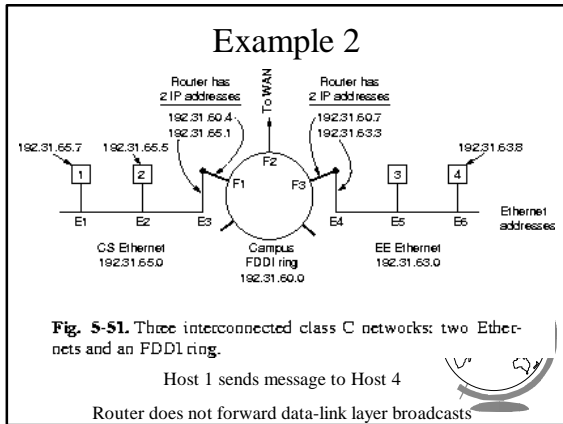 Example 2
Router has
2 IP addresses
192.31.60.4
192.31.65.1
To WAN
Router has
2 IP addresses
192.31.60.7
192.31.63.3
192.31.65.7
192.31.65.5
192.31.63.8
1
2
F1
F2
F3
3
4
E1
E2
E3
E4
E5
E6
Ethernet
addresses
CS Ethernet
192.31.65.0
Campus
FDDI ring
192.31.60.0
EE Ethernet
192.31.63.0
Fig. 5-51. Three interconnected class C networks: two Ether-
nets and an FDDI ring.
Host 1 sends message to Host 4
Router does not forward data-link layer broadcasts